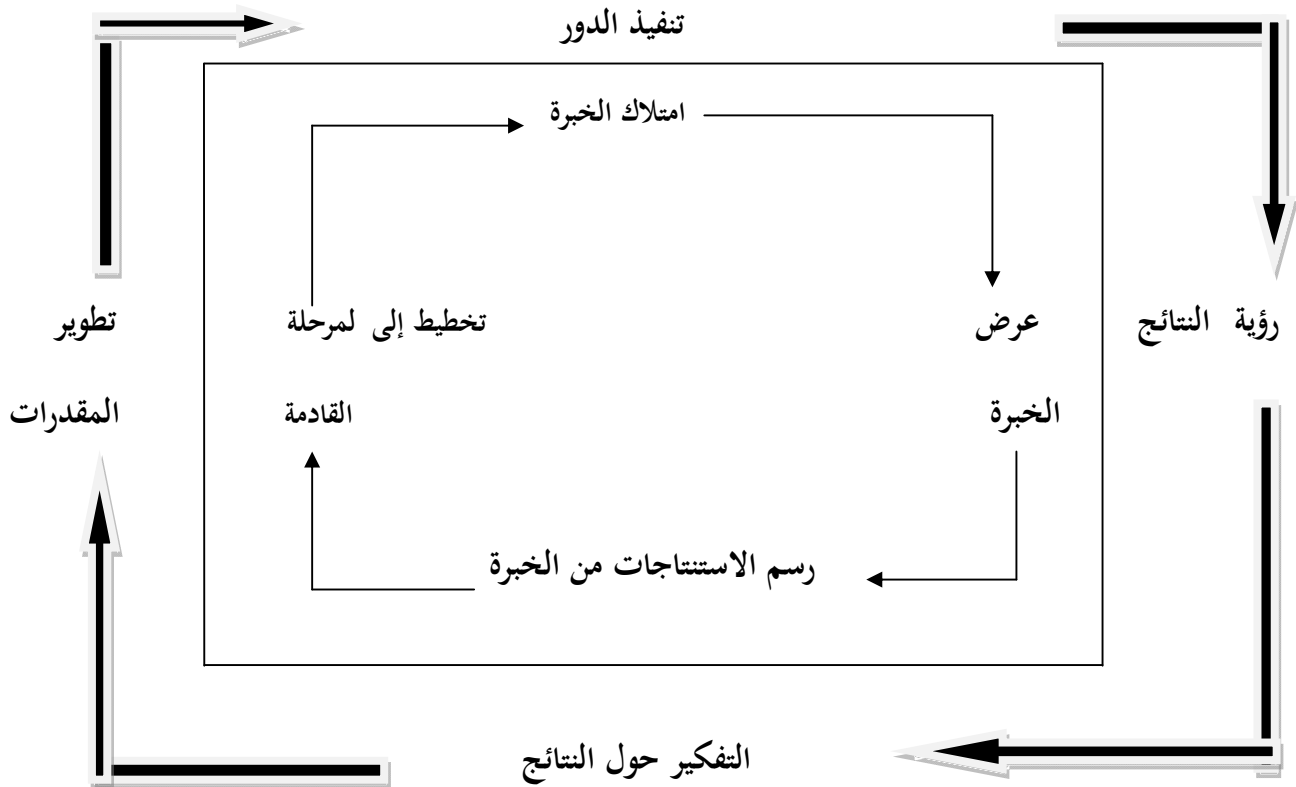 تنفيذ الدور
امتلاك الخبرة
رؤية النتائج
عرض
الخبرة
تخطيط إلى لمرحلة
القادمة
تطوير
المقدرات
رسم الاستنتاجات من الخبرة
التفكير حول النتائج